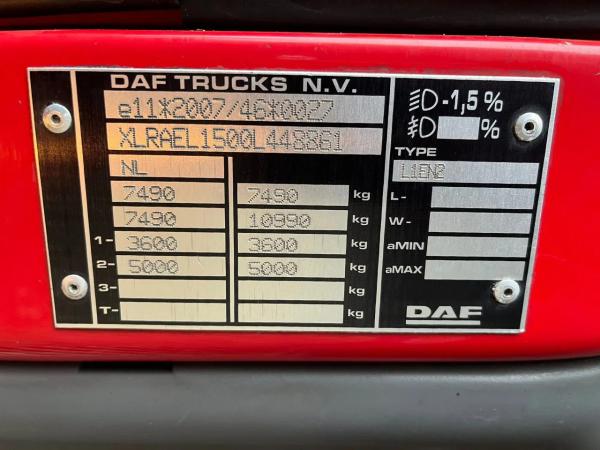 DAF TRUCKS N.V.
e11*2007/46*0027
XLRAEL1500L448861
NL
7490 7490 kg
7490 10990 kg
1- 3600 3600 kg
2- 5000 5000 kg
3- kg
T- kg
-1,5%
%
TYPE
L1EN2
L-
W-
aMIN
aMAX
DAF